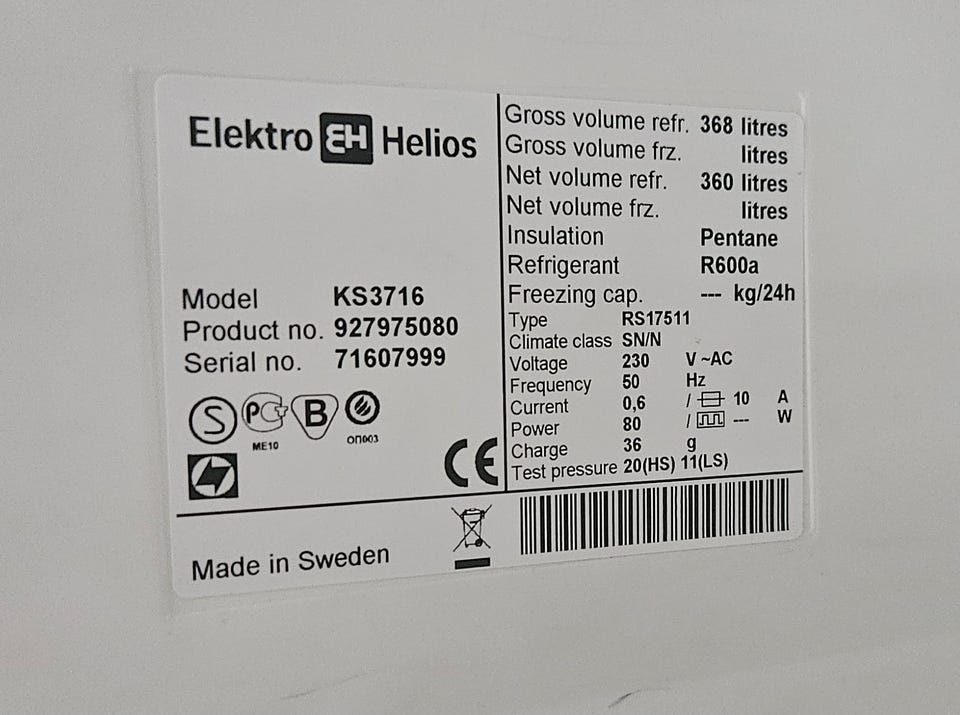 Elektro EH Helios
Model KS3716
Product no. 927975080
Serial no. 71607999
S PC B
ME10 ОП003
CE
Made in Sweden
Gross volume refr. 368 litres
Gross volume frz. litres
Net volume refr. 360 litres
Net volume frz. litres
Insulation Pentane
Refrigerant R600a
Freezing cap. --- kg/24h
Type RS17511
Climate class SN/N
Voltage 230 V ~AC
Frequency 50 Hz
Current 0,6 / 10 A
Power 80 / --- W
Charge 36 g
Test pressure 20(HS) 11(LS)